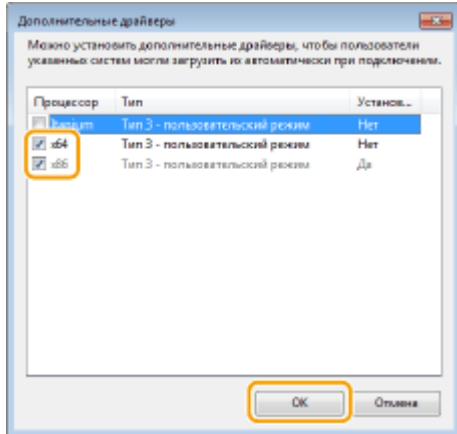 Дополнительные драйверы
Можно установить дополнительные драйверы, чтобы пользователи
указанных систем могли загрузить их автоматически при подключении.
Процессор Тип Установ...
Itanium Тип 3 - пользовательский режим Нет
x64 Тип 3 - пользовательский режим Нет
x86 Тип 3 - пользовательский режим Да
OK Отмена